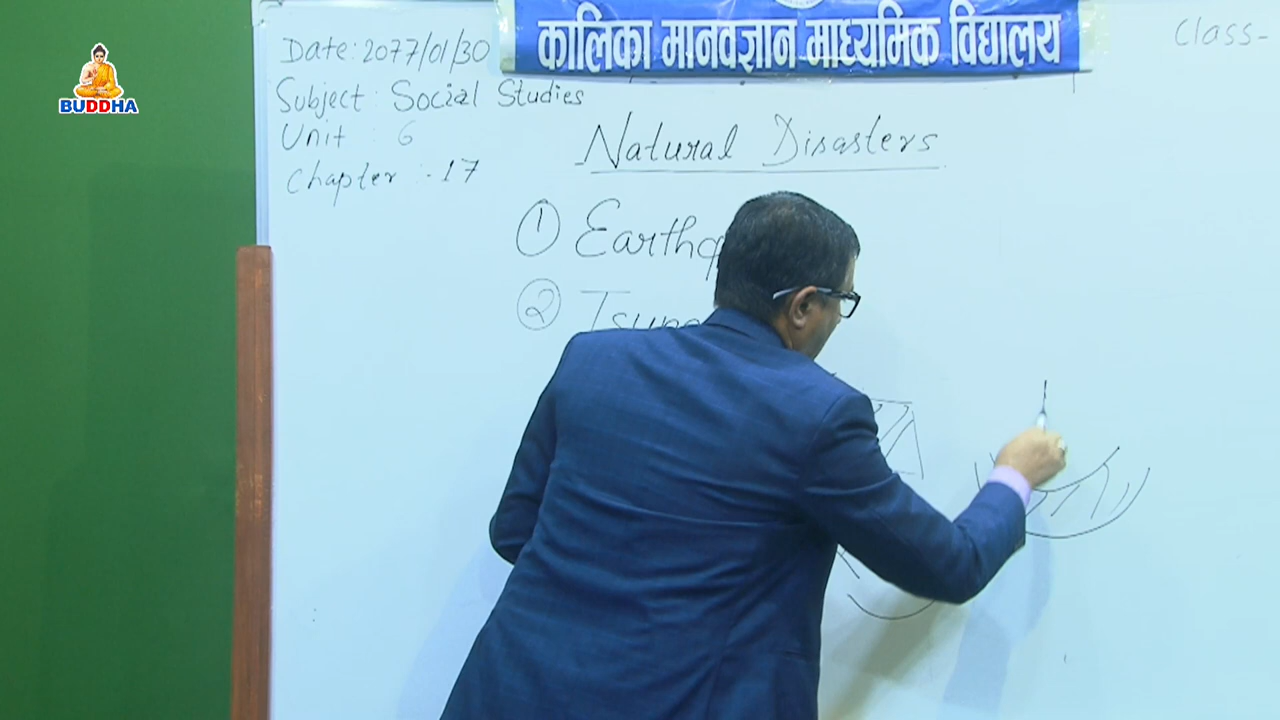 BUDDHA
कालिका मानवज्ञान माध्यमिक विद्यालय
Class-
Date: 2077/01/30
Subject: Social Studies
Unit : 6
Chapter :- 17
Natural Disasters
① Earthq
② Tsuna